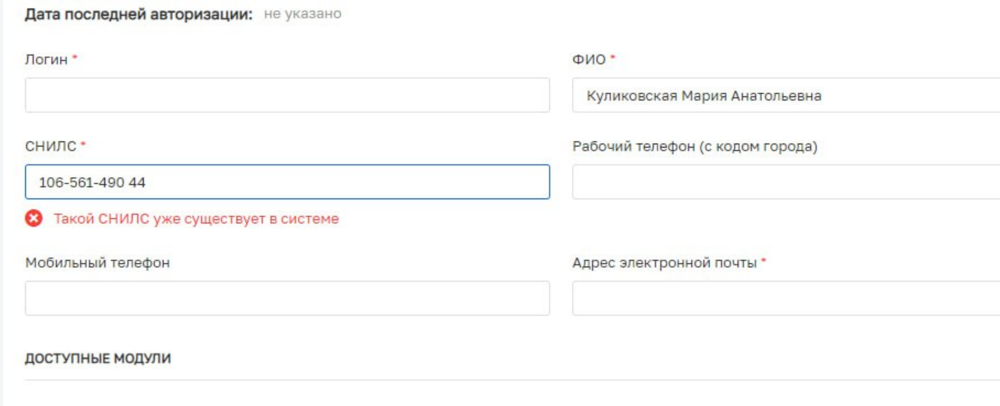 Дата последней авторизации: не указано
Логин *
ФИО *
Куликовская Мария Анатольевна
СНИЛС *
Рабочий телефон (с кодом города)
106-561-490 44
Такой СНИЛС уже существует в системе
Мобильный телефон
Адрес электронной почты *
ДОСТУПНЫЕ МОДУЛИ